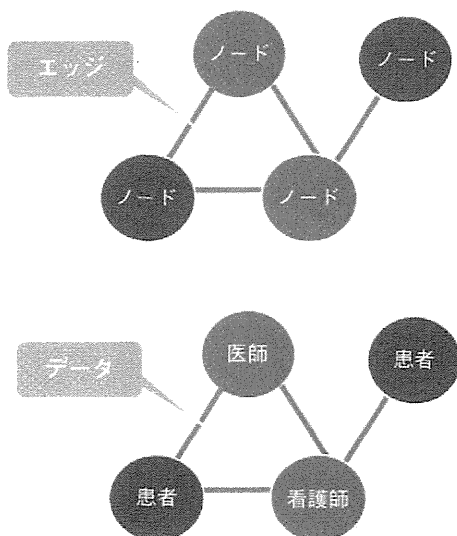 ノード
エッジ
ノード
ノード
ノード
医師
データ
患者
患者
看護師